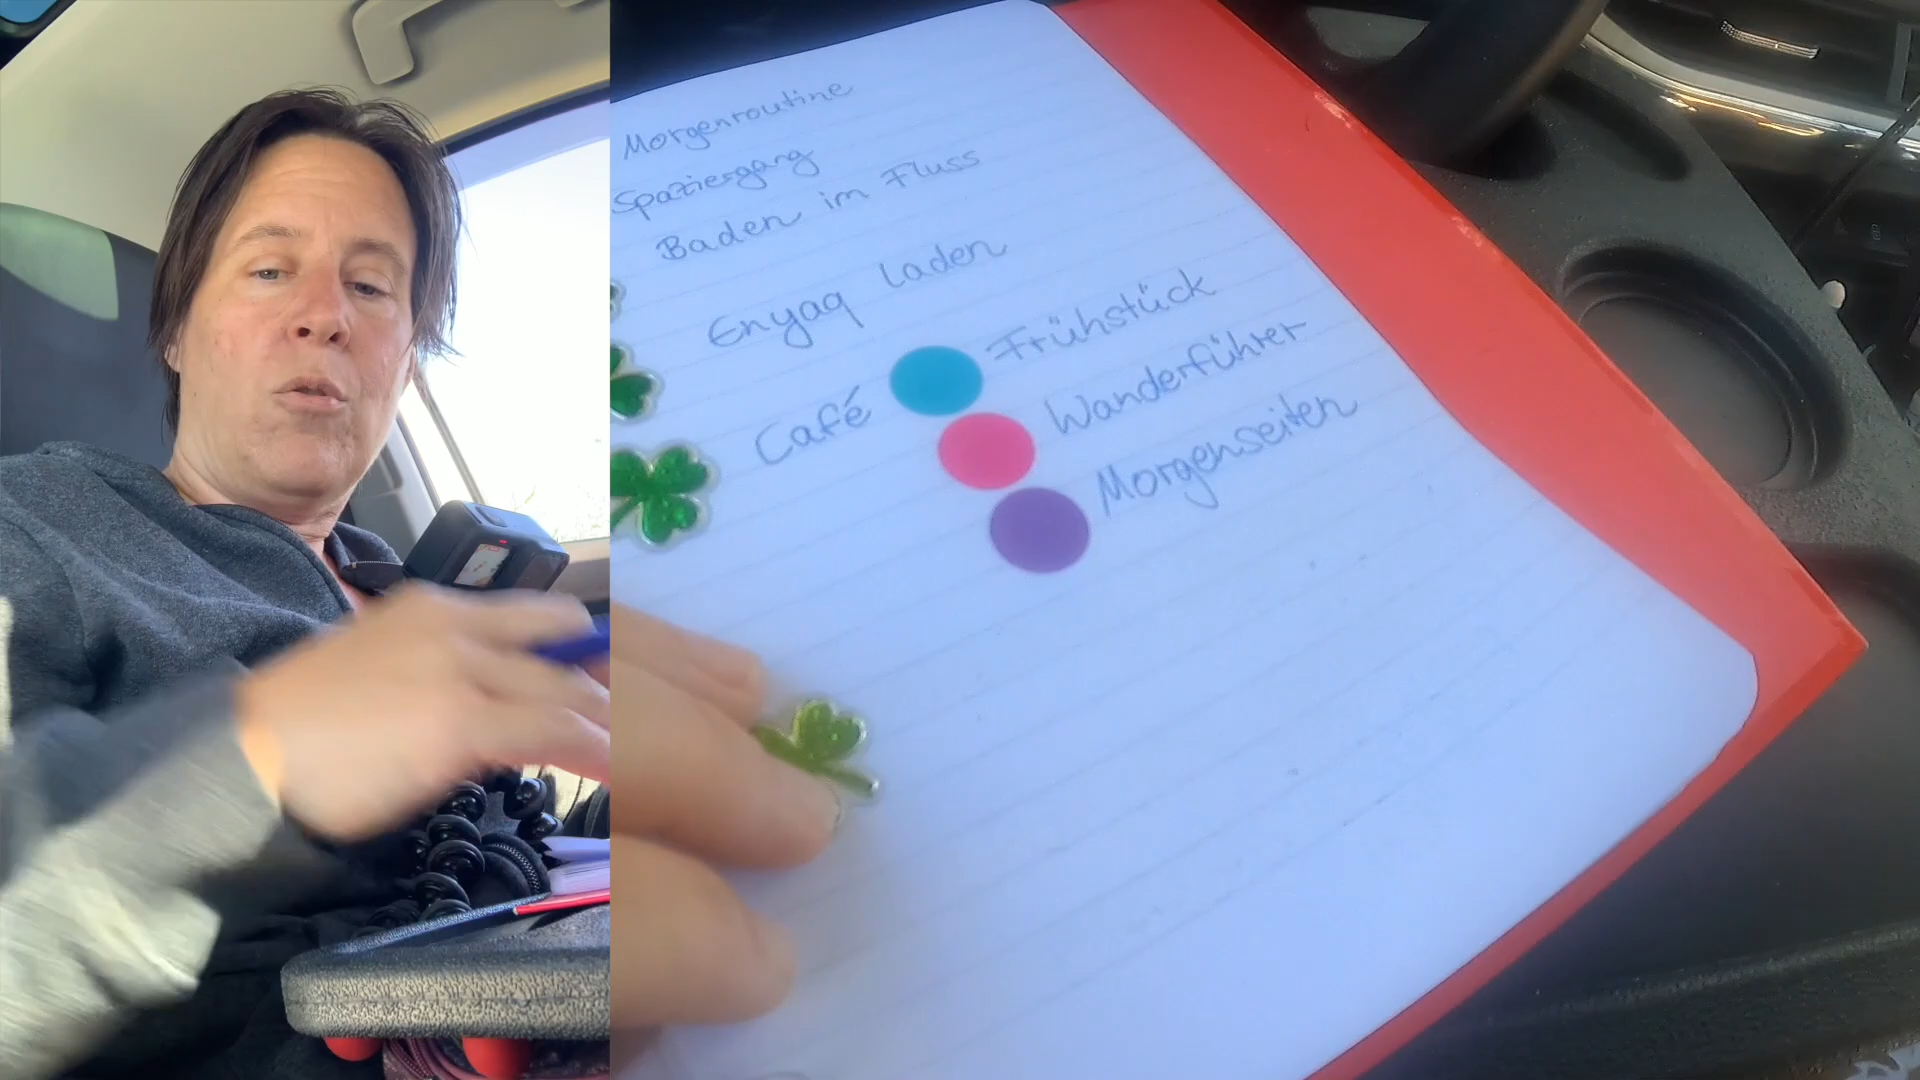 Morgenroutine
Spaziergang
Baden im Fluss
Enyaq laden
Café
Frühstück
Wanderführer
Morgenseiten